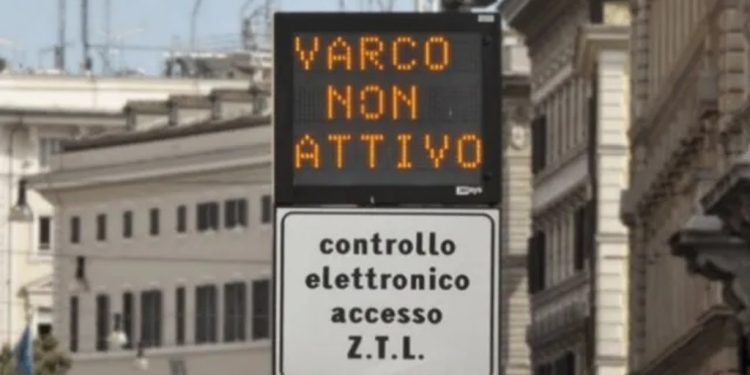 VARCO
NON
ATTIVO
controllo
elettronico
accesso
Z.T.L.